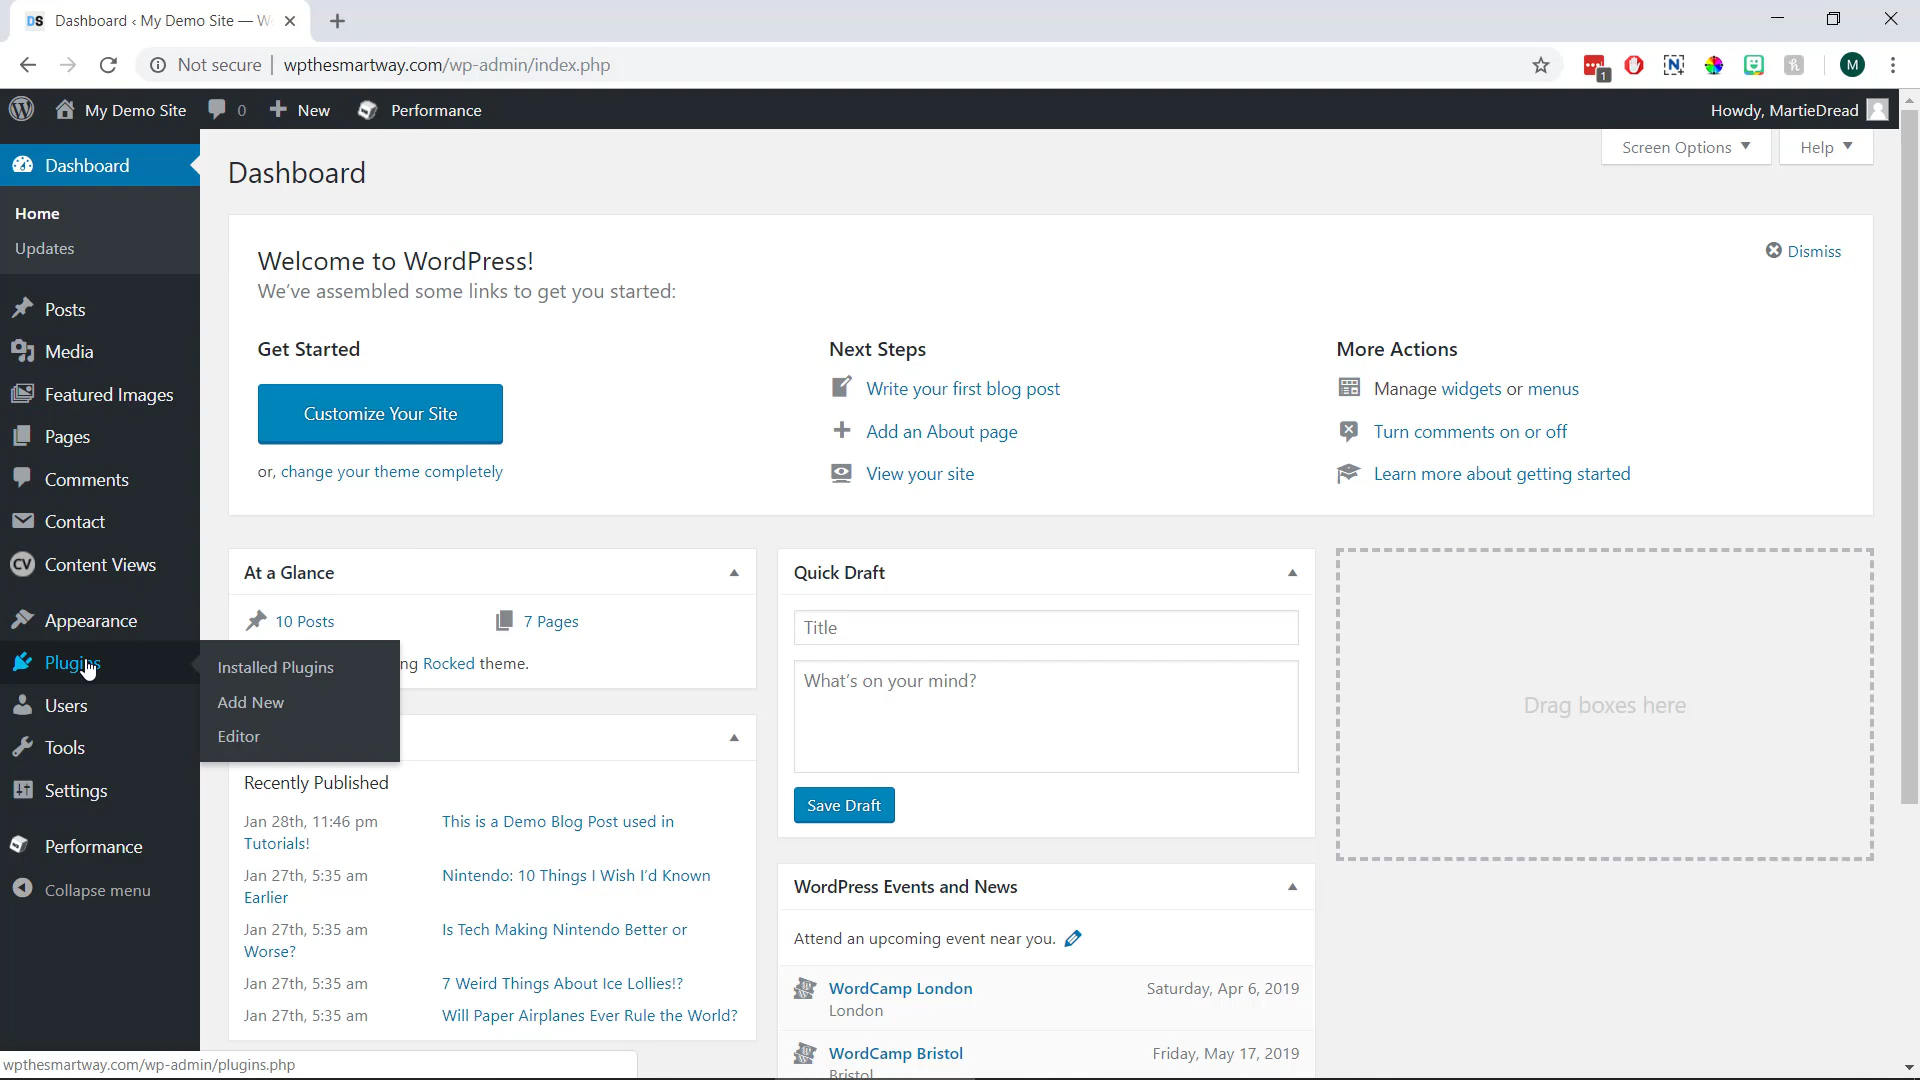 DS Dashboard ‹ My Demo Site — W
Not secure | wpthesmartway.com/wp-admin/index.php
1
M
My Demo Site 0 New Performance
Howdy, MartieDread
Dashboard
Home
Updates
Posts
Media
Featured Images
Pages
Comments
Contact
CV Content Views
Appearance
Plugins
Users
Tools
Settings
Performance
Collapse menu
Installed Plugins
Add New
Editor
Screen Options
Help
Dashboard
Welcome to WordPress!
We've assembled some links to get you started:
Dismiss
Get Started
Customize Your Site
or, change your theme completely
Next Steps
Write your first blog post
Add an About page
View your site
More Actions
Manage widgets or menus
Turn comments on or off
Learn more about getting started
At a Glance
10 Posts
7 Pages
ng Rocked theme.
Recently Published
Jan 28th, 11:46 pm This is a Demo Blog Post used in
Tutorials!
Jan 27th, 5:35 am Nintendo: 10 Things I Wish I'd Known
Earlier
Jan 27th, 5:35 am Is Tech Making Nintendo Better or
Worse?
Jan 27th, 5:35 am 7 Weird Things About Ice Lollies!?
Jan 27th, 5:35 am Will Paper Airplanes Ever Rule the World?
Quick Draft
Title
What's on your mind?
Save Draft
WordPress Events and News
Attend an upcoming event near you.
WordCamp London Saturday, Apr 6, 2019
London
WordCamp Bristol Friday, May 17, 2019
Bristol
Drag boxes here
wpthesmartway.com/wp-admin/plugins.php